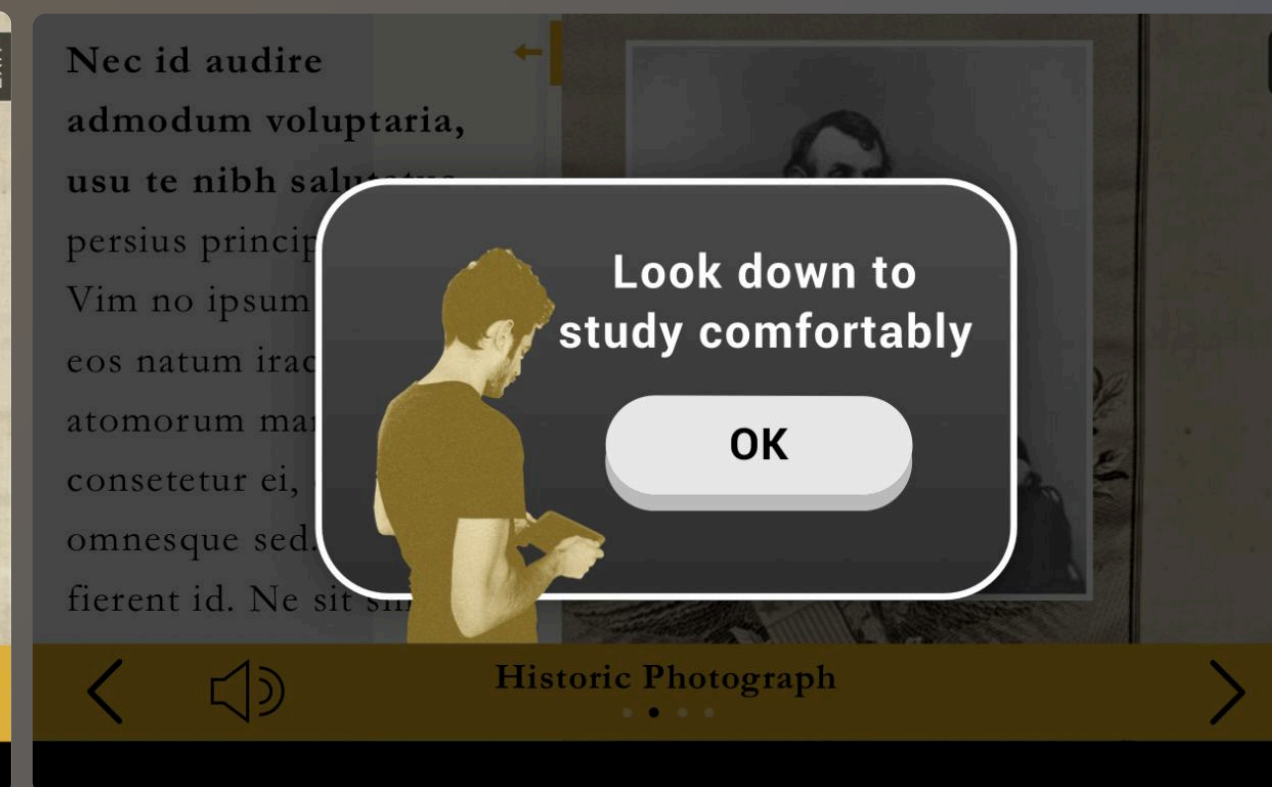 Nec id audire
admodum voluptaria,
usu te nibh
persius
Vim no ipsum
eos natum
atomorum
consetetur ei,
omnesque sed.
fierent id. Ne sit
Look down to
study comfortably
OK
Historic Photograph